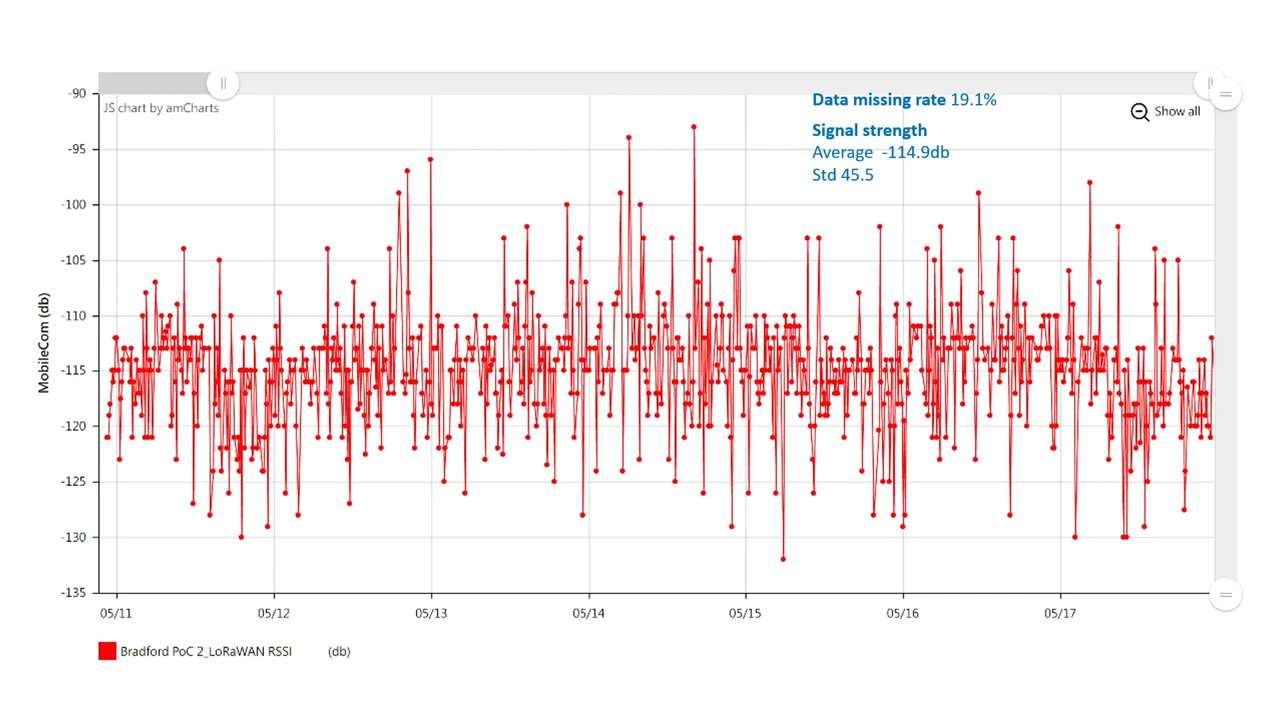 -90
JS chart by amCharts
Data missing rate 19.1%
Show all
Signal strength
Average -114.9db
Std 45.5
-95
-100
-105
-110
-115
-120
-125
-130
-135
MobileCom (db)
05/11 05/12 05/13 05/14 05/15 05/16 05/17
Bradford PoC 2_LoRaWAN RSSI (db)